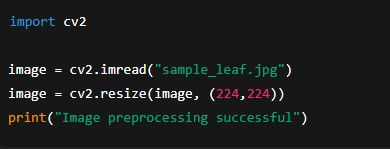 import cv2
image = cv2.imread("sample_leaf.jpg")
image = cv2.resize(image, (224,224))
print("Image preprocessing successful")